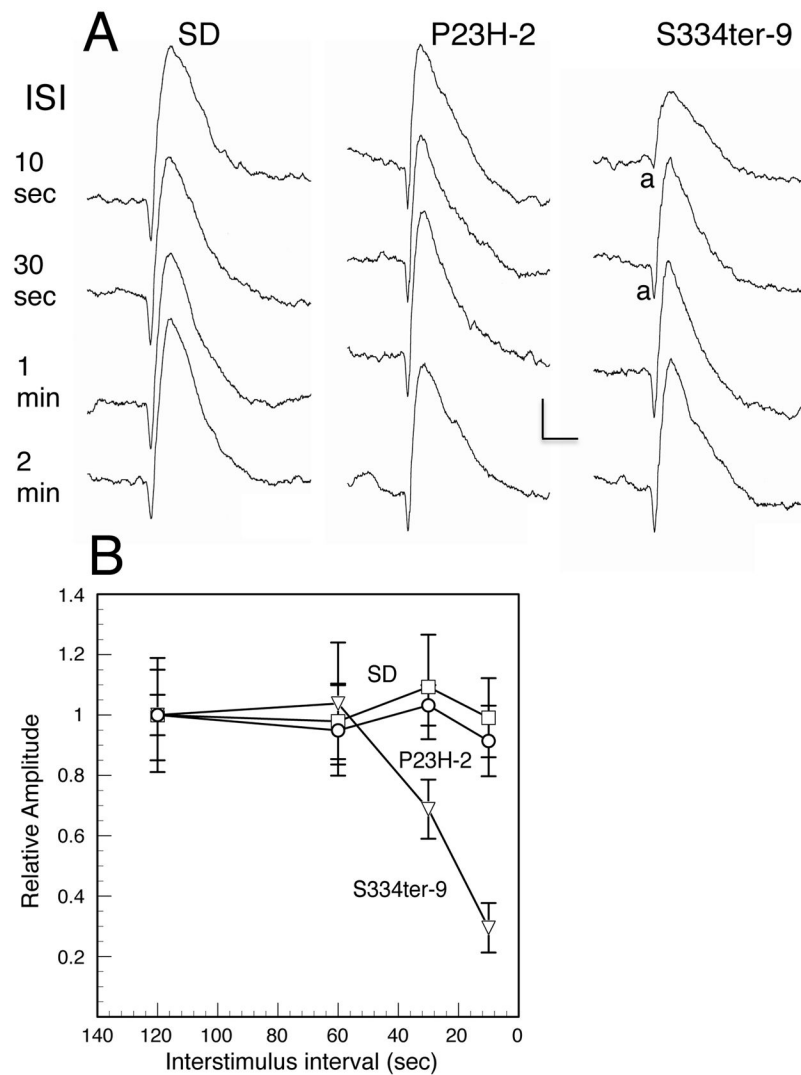 A
SD
P23H-2
S334ter-9
ISI
10
sec
a
30
sec
a
1
min
2
min
B
1.4
1.2
1
0.8
0.6
0.4
0.2
Relative Amplitude
SD
P23H-2
S334ter-9
140 120 100 80 60 40 20 0
Interstimulus interval (sec)